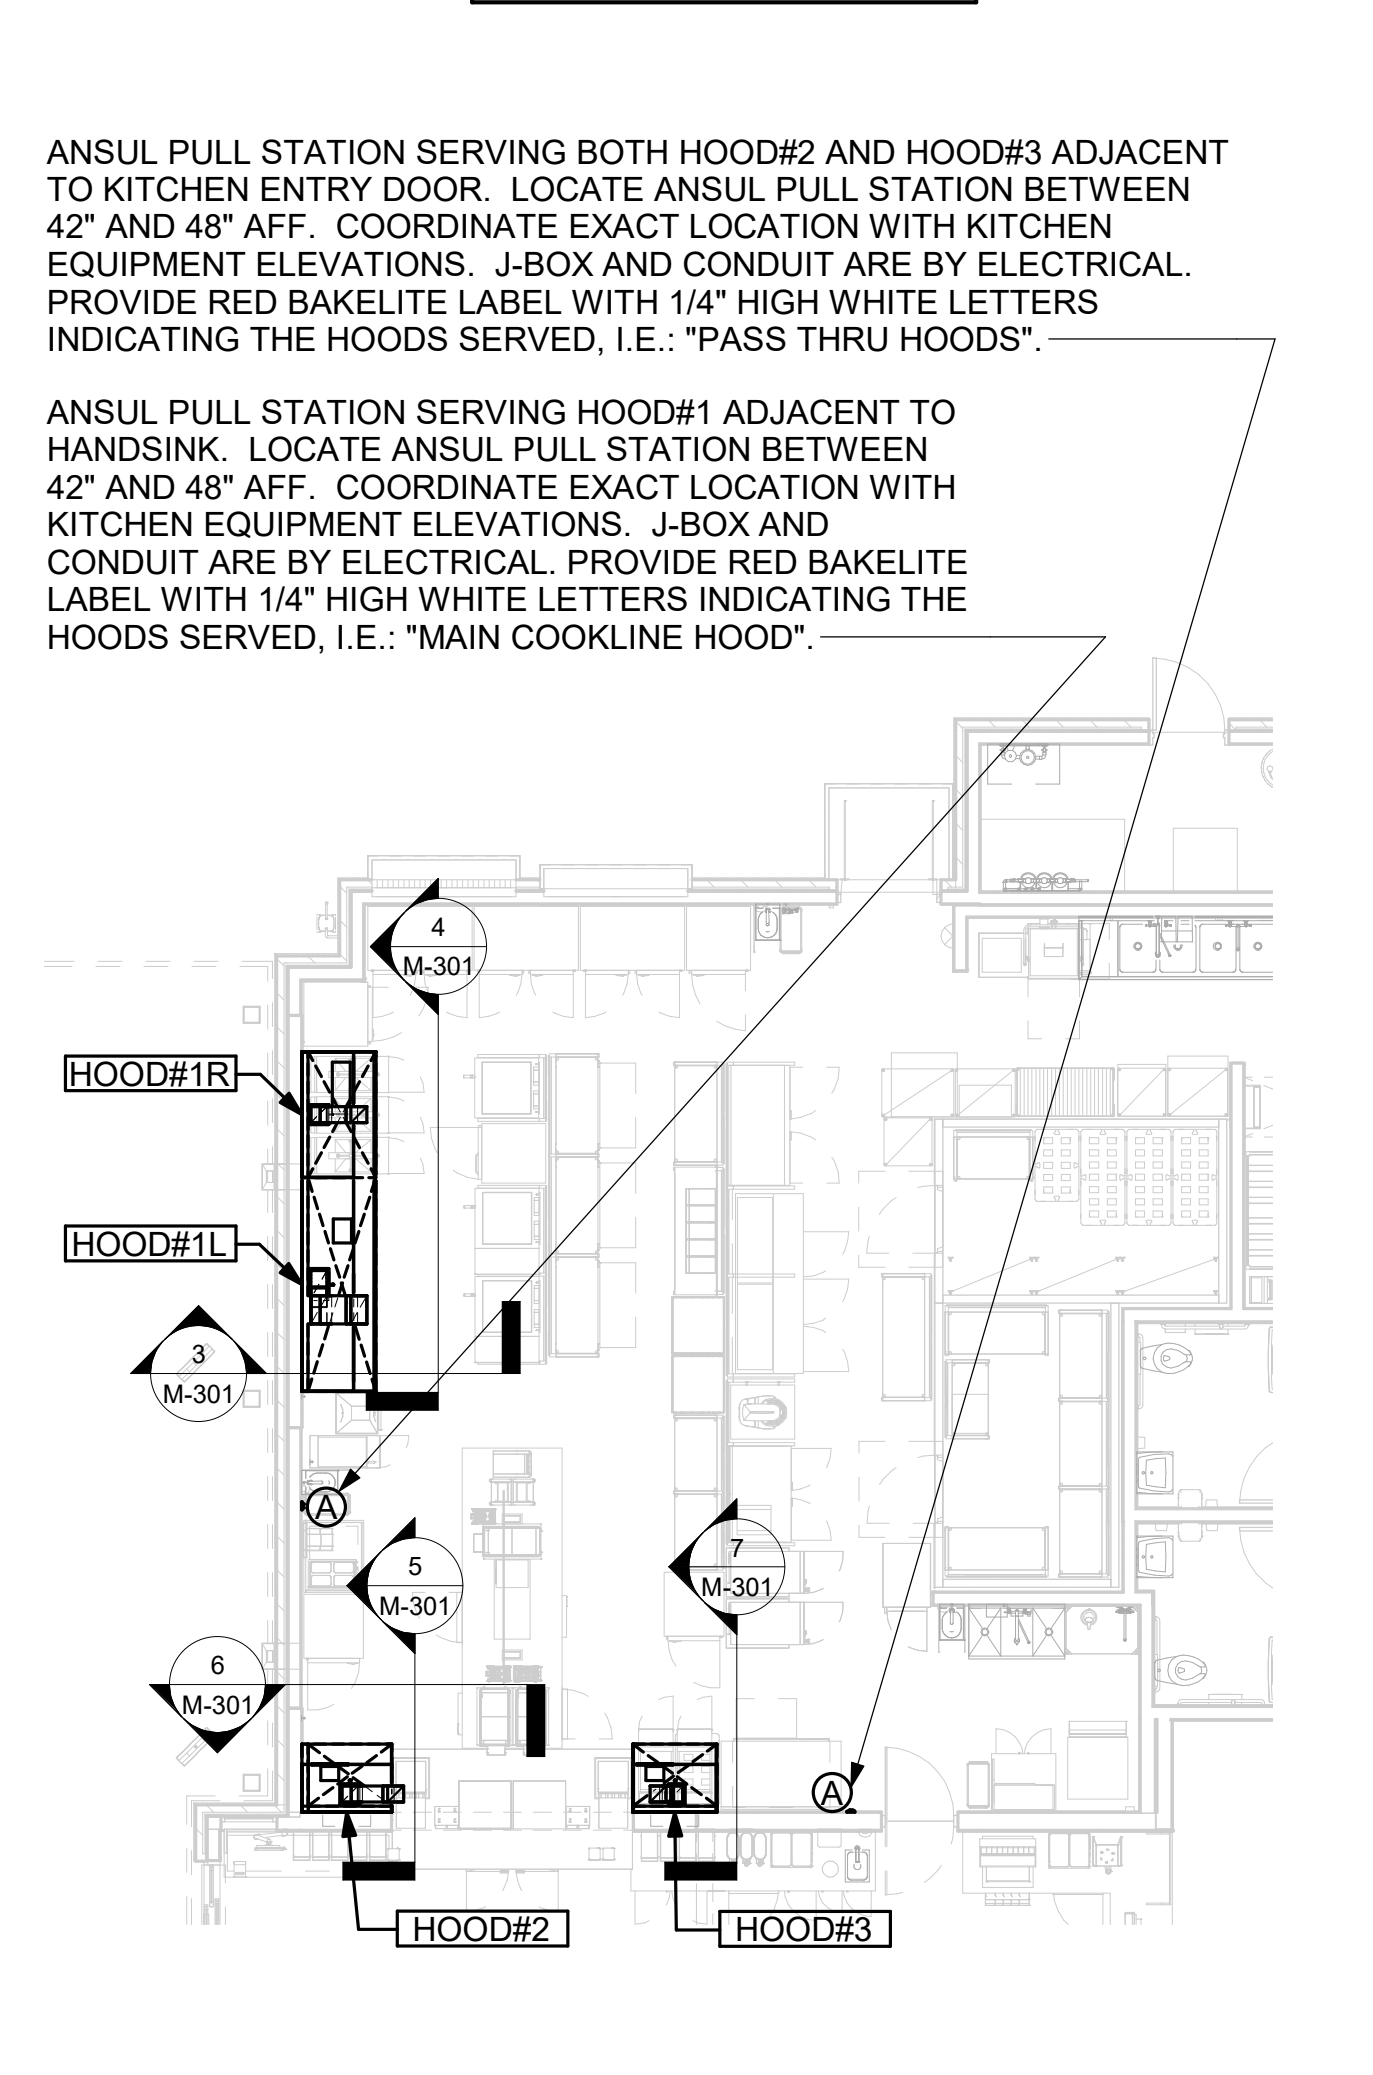 ANSUL PULL STATION SERVING BOTH HOOD#2 AND HOOD#3 ADJACENT
TO KITCHEN ENTRY DOOR.  LOCATE ANSUL PULL STATION BETWEEN
42" AND 48" AFF.  COORDINATE EXACT LOCATION WITH KITCHEN
EQUIPMENT ELEVATIONS.  J-BOX AND CONDUIT ARE BY ELECTRICAL.
PROVIDE RED BAKELITE LABEL WITH 1/4" HIGH WHITE LETTERS
INDICATING THE HOODS SERVED, I.E.: "PASS THRU HOODS".
ANSUL PULL STATION SERVING HOOD#1 ADJACENT TO
HANDSINK.  LOCATE ANSUL PULL STATION BETWEEN
42" AND 48" AFF.  COORDINATE EXACT LOCATION WITH
KITCHEN EQUIPMENT ELEVATIONS.  J-BOX AND
CONDUIT ARE BY ELECTRICAL. PROVIDE RED BAKELITE
LABEL WITH 1/4" HIGH WHITE LETTERS INDICATING THE
HOODS SERVED, I.E.: "MAIN COOKLINE HOOD".
4
M-301
HOOD#1R
HOOD#1L
3
M-301
A
5
M-301
7
M-301
6
M-301
A
HOOD#2
HOOD#3